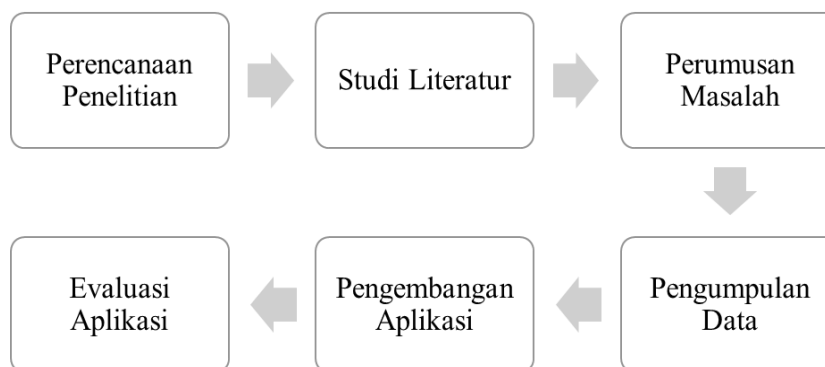 Perencanaan
Penelitian
Studi Literatur
Perumusan
Masalah
Pengumpulan
Data
Pengembangan
Aplikasi
Evaluasi
Aplikasi